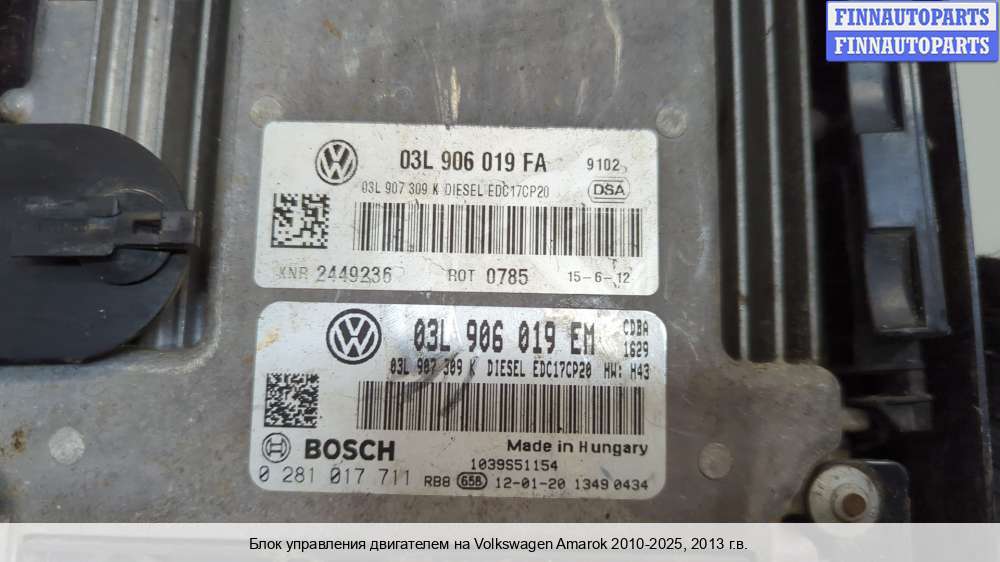 FINNAUTOPARTS
FINNAUTOPARTS
03L 906 019 FA 9102
03L 907 309 K DIESEL EDC17CP20 DSA
KNR 2449236 ROT 0785 15-6-12
03L 906 019 EM CDBA
1629
03L 907 309 K DIESEL EDC17CP20 HW: H43
BOSCH Made in Hungary
1039S51154
0 281 017 711 RB8 658 12-01-20 1349 0434
Блок управления двигателем на Volkswagen Amarok 2010-2025, 2013 г.в.